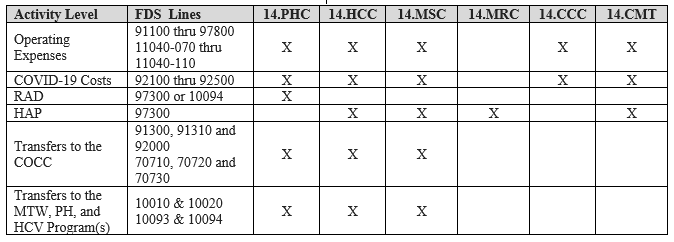 Activity Level FDS Lines 14.PHC 14.HCC 14.MSC 14.MRC 14.CCC 14.CMT
Operating Expenses 91100 thru 97800 11040-070 thru 11040-110 X X X X X
COVID-19 Costs 92100 thru 92500 X X X X X
RAD 97300 or 10094 X
HAP 97300 X X X X
Transfers to the COCC 91300, 91310 and 92000 70710, 70720 and 70730 X X X
Transfers to the MTW, PH, and HCV Program(s) 10010 & 10020 10093 & 10094 X X X